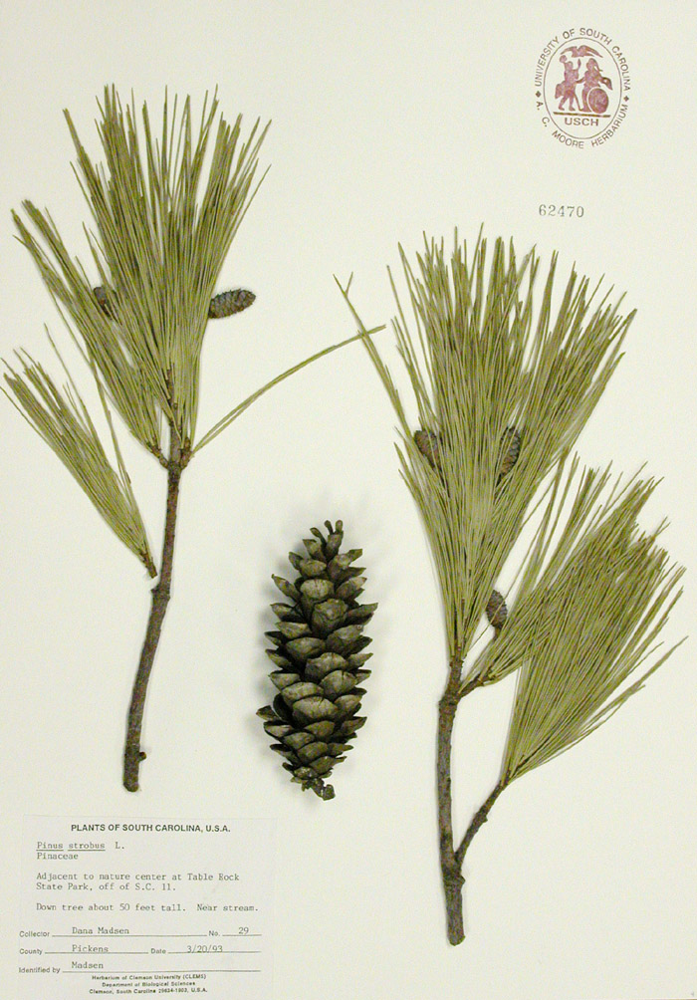 UNIVERSITY OF SOUTH CAROLINA
USCH
A. C. MOORE HERBARIUM
62470
PLANTS OF SOUTH CAROLINA, U.S.A.
Pinus strobus L.
Pinaceae
Adjacent to nature center at Table Rock
State Park, off of S.C. 11.
Down tree about 50 feet tall. Near stream.
Collector Dana Madsen No. 29
County Pickens Date 3/20/93
Identified by Madsen
Herbarium of Clemson University (CLEMS)
Department of Biological Sciences
Clemson, South Carolina 29634-1903, U.S.A.